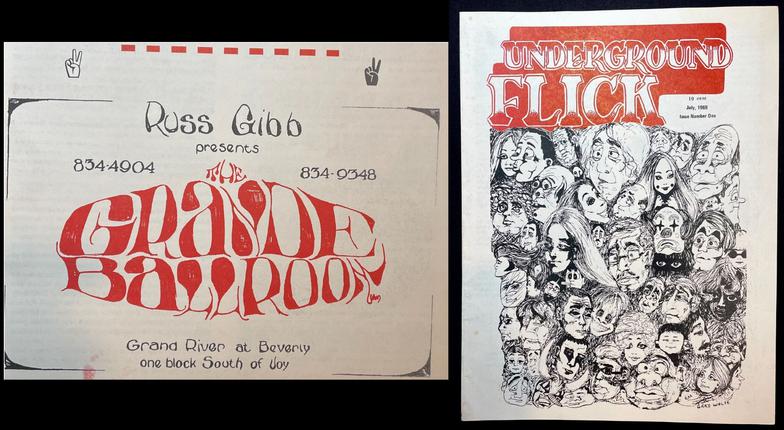 Russ Gibb
presents
834-4904
834-9348
THE
GRANDE
BALLROOM
Grand River at Beverly
one block South of Joy
UNDERGROUND
FLICK
July, 1968
Issue Number One